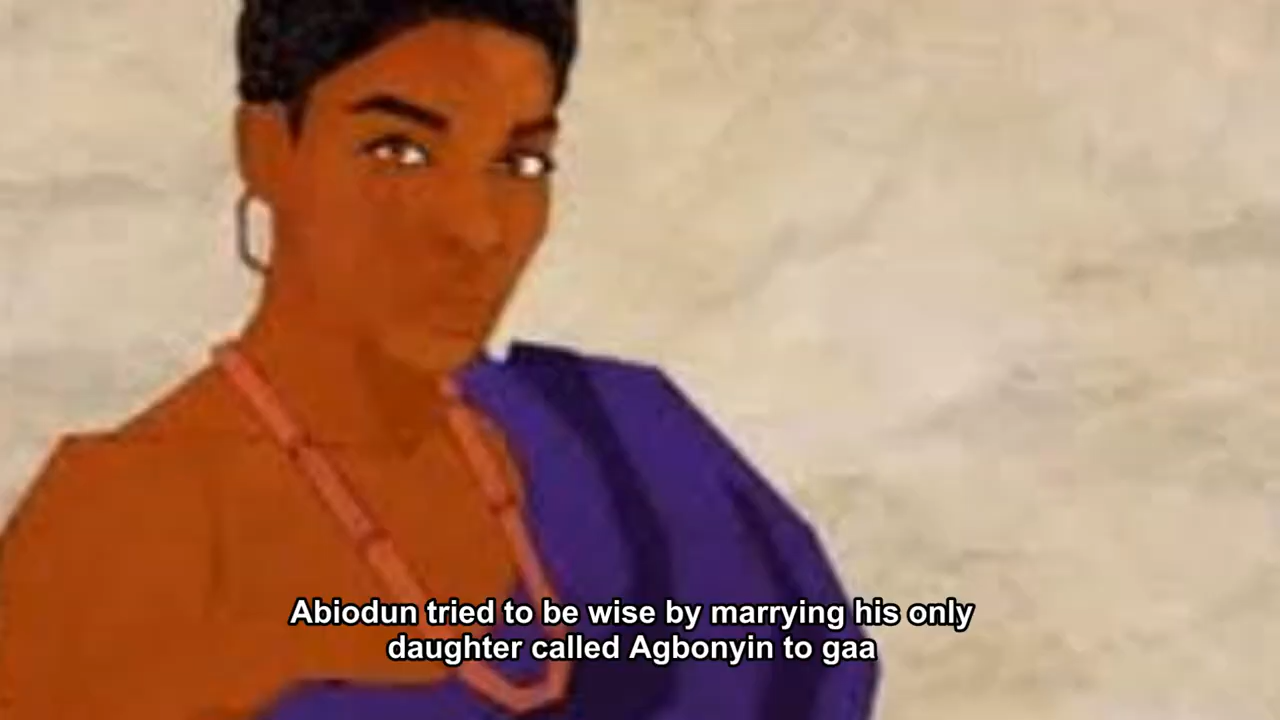 Abiodun tried to be wise by marrying his only
daughter called Agbonyin to gaa